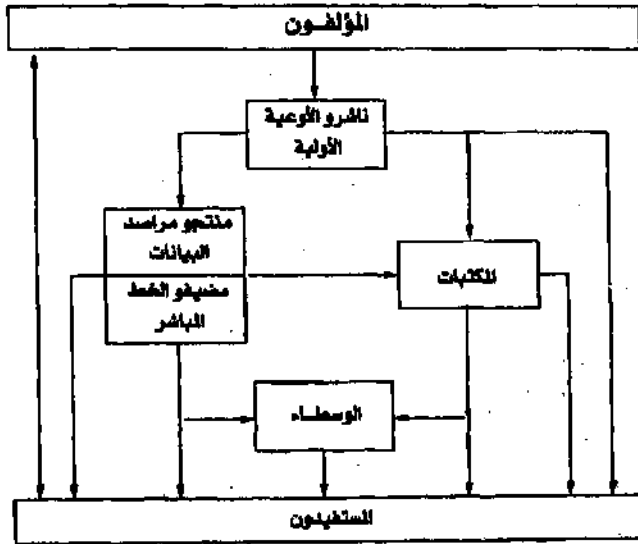 المؤلفون
ناشرو الأوعية
الأولية
منتجو مراصد
البيانات
مضيفو الخط
المباشر
المكتبات
الوسطاء
المستفيدون